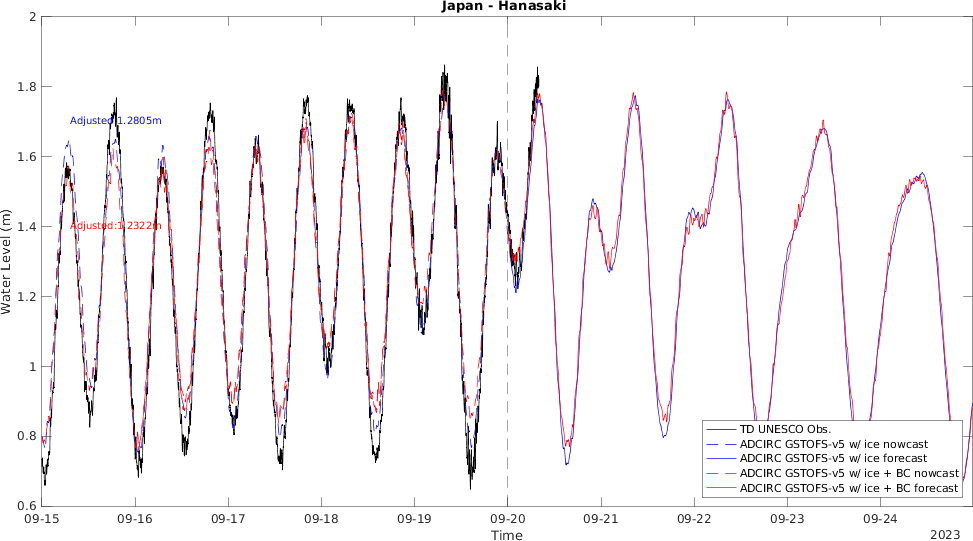 Japan - Hanasaki
2
1.8
1.6
1.4
1.2
1
0.8
0.6
Water Level (m)
Adjusted:1.2805m
Adjusted:1.2322m
TD UNESCO Obs.
ADCIRC GSTOFS-v5 w/ ice nowcast
ADCIRC GSTOFS-v5 w/ ice forecast
ADCIRC GSTOFS-v5 w/ ice + BC nowcast
ADCIRC GSTOFS-v5 w/ ice + BC forecast
09-15 09-16 09-17 09-18 09-19 09-20 09-21 09-22 09-23 09-24
Time
2023